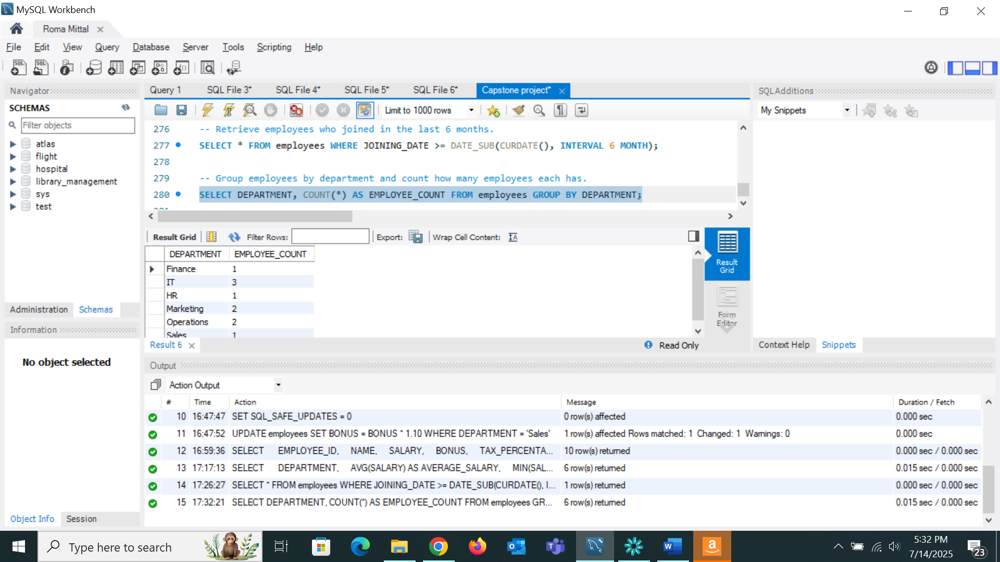 MySQL Workbench
Roma Mittal
File Edit View Query Database Server Tools Scripting Help
Navigator
SCHEMAS
Filter objects
atlas
flight
hospital
library_management
sys
test
Administration Schemas
Information
No object selected
Object Info Session
Query 1 SQL File 3* SQL File 4* SQL File 5* SQL File 6* Capstone project*
Limit to 1000 rows
276 -- Retrieve employees who joined in the last 6 months.
277 SELECT * FROM employees WHERE JOINING_DATE >= DATE_SUB(CURDATE(), INTERVAL 6 MONTH);
278
279 -- Group employees by department and count how many employees each has.
280 SELECT DEPARTMENT, COUNT(*) AS EMPLOYEE_COUNT FROM employees GROUP BY DEPARTMENT;
Result Grid Filter Rows: Export: Wrap Cell Content:
DEPARTMENT EMPLOYEE_COUNT
Finance 1
IT 3
HR 1
Marketing 2
Operations 2
Sales 1
Result Grid
Form Editor
Result 6 Read Only
SQLAdditions
My Snippets
Context Help Snippets
Output
Action Output
# Time Action Message Duration / Fetch
10 16:47:47 SET SQL_SAFE_UPDATES = 0 0 row(s) affected 0.000 sec
11 16:47:52 UPDATE employees SET BONUS = BONUS * 1.10 WHERE DEPARTMENT = 'Sales' 1 row(s) affected Rows matched: 1 Changed: 1 Warnings: 0 0.000 sec
12 16:59:36 SELECT EMPLOYEE_ID, NAME, SALARY, BONUS, TAX_PERCENTA... 10 row(s) returned 0.000 sec / 0.000 sec
13 17:17:13 SELECT DEPARTMENT, AVG(SALARY) AS AVERAGE_SALARY, MIN(SAL... 6 row(s) returned 0.015 sec / 0.000 sec
14 17:26:27 SELECT * FROM employees WHERE JOINING_DATE >= DATE_SUB(CURDATE(), I... 1 row(s) returned 0.000 sec / 0.000 sec
15 17:32:21 SELECT DEPARTMENT, COUNT(*) AS EMPLOYEE_COUNT FROM employees GR... 6 row(s) returned 0.015 sec / 0.000 sec
Type here to search
5:32 PM
7/14/2025
23